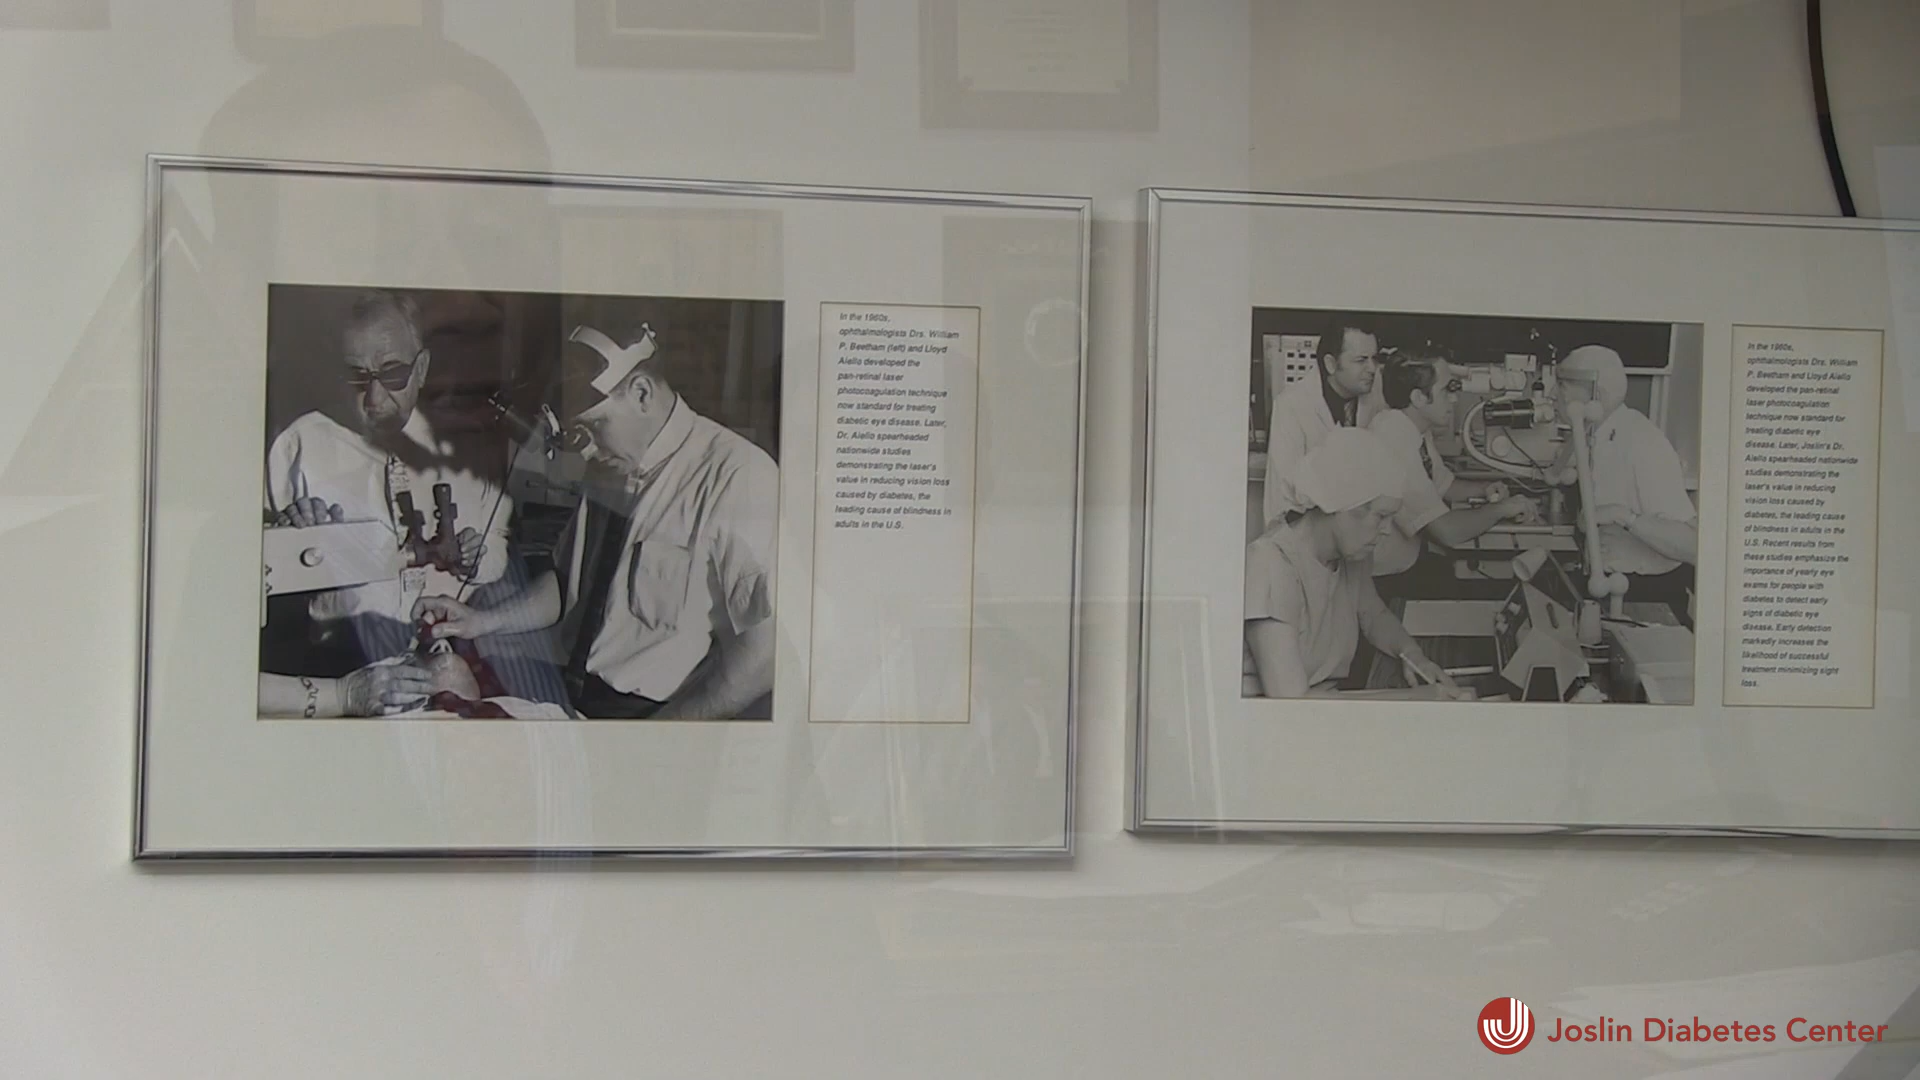 In the 1960s,
ophthalmologists Drs. William
P. Beetham (left) and Lloyd
Aiello developed the
pan-retinal laser
photocoagulation technique
now standard for treating
diabetic eye disease. Later,
Dr. Aiello spearheaded
nationwide studies
demonstrating the laser's
value in reducing vision loss
caused by diabetes, the
leading cause of blindness in
adults in the U.S.
In the 1960s,
ophthalmologists Drs. William
P. Beetham and Lloyd Aiello
developed the pan-retinal
laser photocoagulation
technique now standard for
treating diabetic eye
disease. Later, Joslin's Dr.
Aiello spearheaded nationwide
studies demonstrating the
laser's value in reducing
vision loss caused by
diabetes, the leading cause
of blindness in adults in the
U.S. Recent results from
these studies emphasize the
importance of yearly eye
exams for people with
diabetes to detect early
signs of diabetic eye
disease. Early detection
markedly increases the
likelihood of successful
treatment minimizing sight
loss.
Joslin Diabetes Center